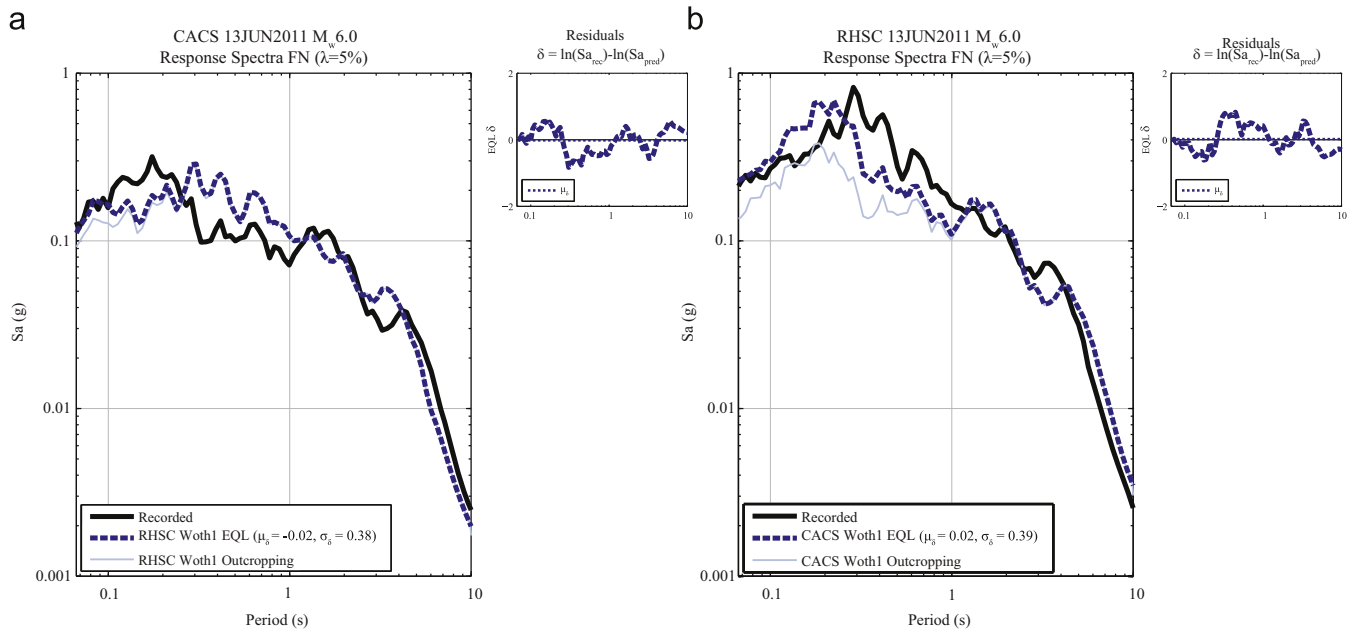 a
CACS 13JUN2011 Mw6.0
Response Spectra FN (λ=5%)
1
0.1
0.01
0.001
Sa (g)
0.1
1
10
Period (s)
Recorded
RHSC Woth1 EQL (μδ = -0.02, σδ = 0.38)
RHSC Woth1 Outcropping
Residuals
δ = ln(Sarec)-ln(Sapred)
2
0
−2
EQL δ
μδ
0.1
1
10
b
RHSC 13JUN2011 Mw6.0
Response Spectra FN (λ=5%)
1
0.1
0.01
0.001
Sa (g)
0.1
1
10
Period (s)
Recorded
CACS Woth1 EQL (μδ = 0.02, σδ = 0.39)
CACS Woth1 Outcropping
Residuals
δ = ln(Sarec)-ln(Sapred)
2
0
−2
EQL δ
μδ
0.1
1
10